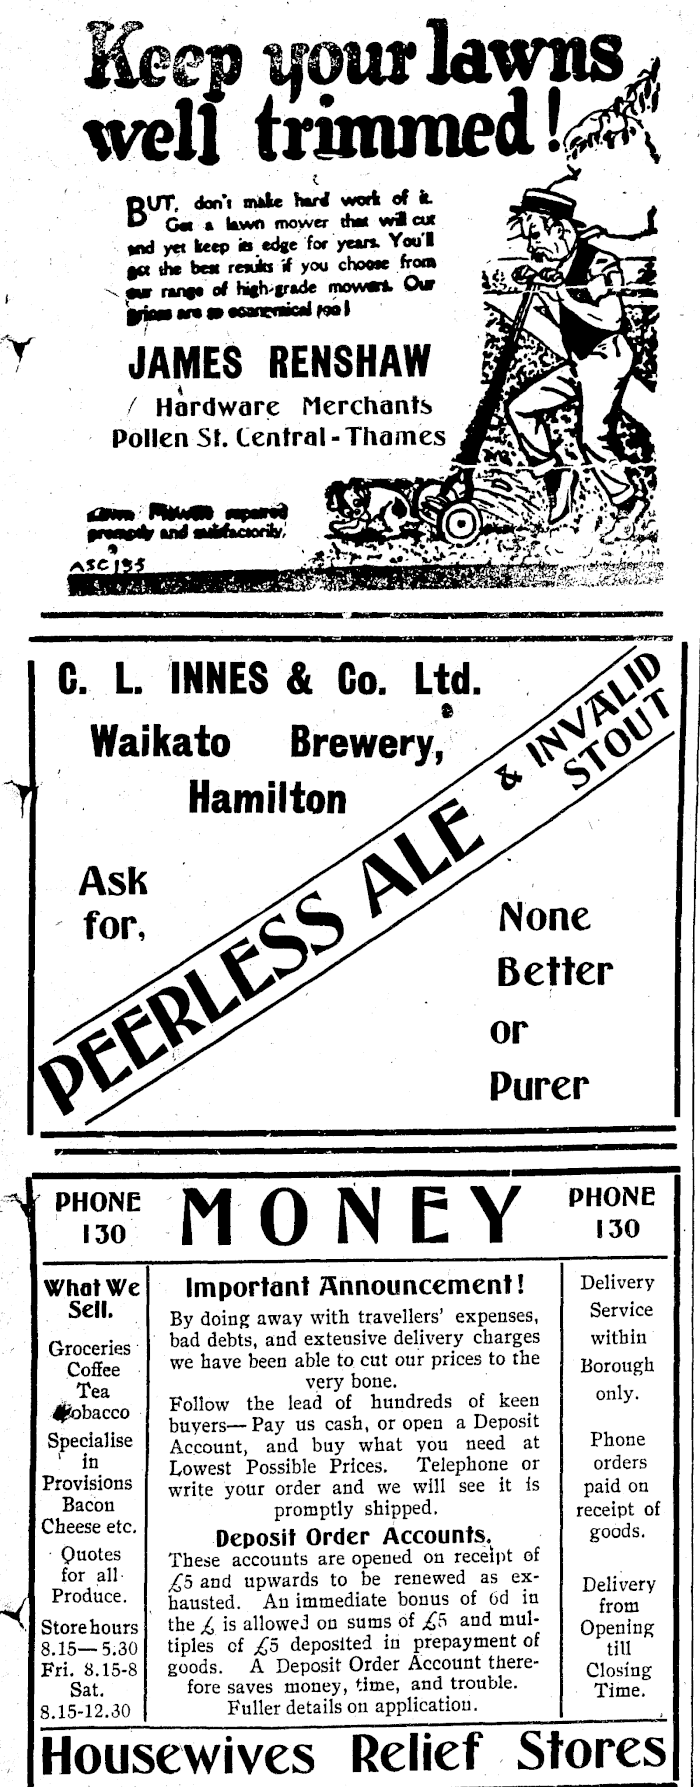 Keep your lawns
well trimmed!
BUT, don't make hard work of it.
Get a lawn mower that will cut
and yet keep its edge for years. You'll
get the best results if you choose from
our range of high-grade mowers. Our
prices are so economical too!
JAMES RENSHAW
Hardware Merchants
Pollen St. Central - Thames
Lawn Mowers repaired
promptly and satisfactorily.
ASC 135
C. L. INNES & Co. Ltd.
Waikato Brewery,
Hamilton
Ask
for,
PEERLESS ALE & INVALID
STOUT
None
Better
or
Purer
PHONE
130
MONEY
PHONE
130
What We
Sell.
Groceries
Coffee
Tea
Tobacco
Specialise
in
Provisions
Bacon
Cheese etc.
Quotes
for all
Produce.
Store hours
8.15—5.30
Fri. 8.15-8
Sat.
8.15-12.30
Important Announcement!
By doing away with travellers' expenses,
bad debts, and extensive delivery charges
we have been able to cut our prices to the
very bone.
Follow the lead of hundreds of keen
buyers—Pay us cash, or open a Deposit
Account, and buy what you need at
Lowest Possible Prices. Telephone or
write your order and we will see it is
promptly shipped.
Deposit Order Accounts.
These accounts are opened on receipt of
£5 and upwards to be renewed as ex-
hausted. An immediate bonus of 6d in
the £ is allowed on sums of £5 and mul-
tiples of £5 deposited in prepayment of
goods. A Deposit Order Account there-
fore saves money, time, and trouble.
Fuller details on application.
Delivery
Service
within
Borough
only.
Phone
orders
paid on
receipt of
goods.
Delivery
from
Opening
till
Closing
Time.
Housewives Relief Stores